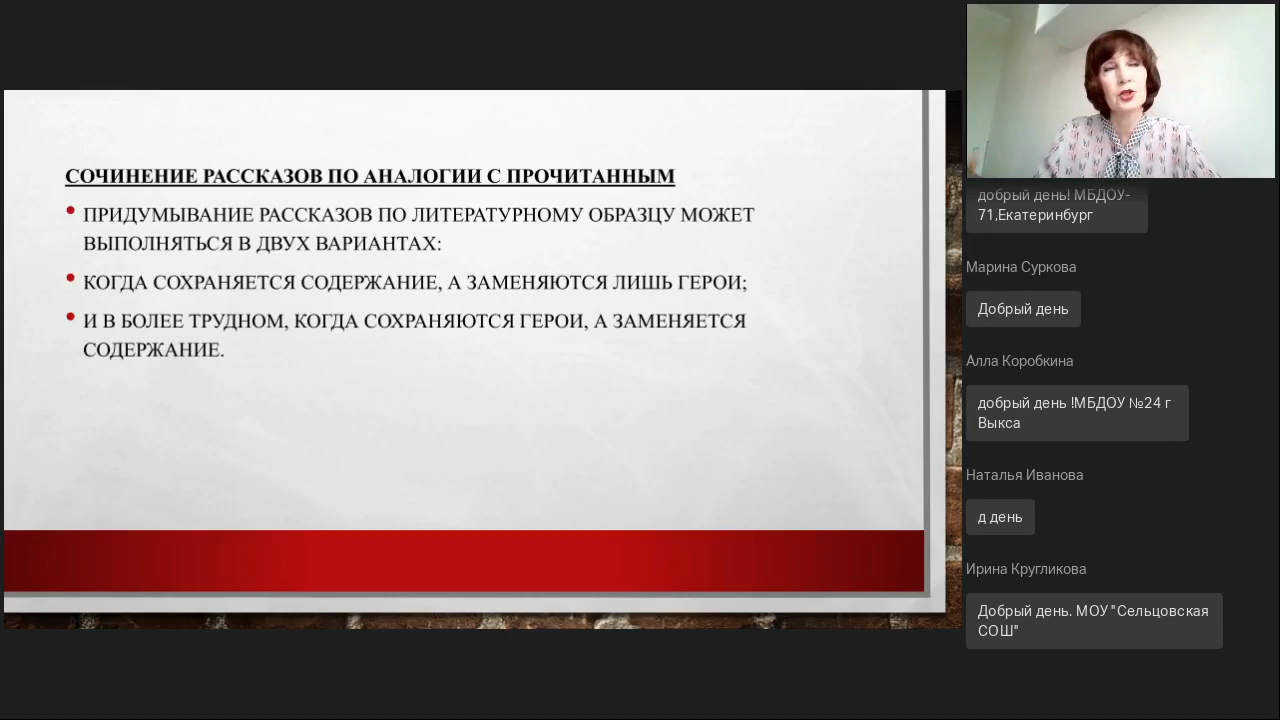 СОЧИНЕНИЕ РАССКАЗОВ ПО АНАЛОГИИ С ПРОЧИТАННЫМ
• ПРИДУМЫВАНИЕ РАССКАЗОВ ПО ЛИТЕРАТУРНОМУ ОБРАЗЦУ МОЖЕТ
ВЫПОЛНЯТЬСЯ В ДВУХ ВАРИАНТАХ:
• КОГДА СОХРАНЯЕТСЯ СОДЕРЖАНИЕ, А ЗАМЕНЯЮТСЯ ЛИШЬ ГЕРОИ;
• И В БОЛЕЕ ТРУДНОМ, КОГДА СОХРАНЯЮТСЯ ГЕРОИ, А ЗАМЕНЯЕТСЯ
СОДЕРЖАНИЕ.
добрый день! МБДОУ-
71,Екатеринбург
Марина Суркова
Добрый день
Алла Коробкина
добрый день !МБДОУ №24 г
Выкса
Наталья Иванова
д день
Ирина Кругликова
Добрый день. МОУ "Сельцовская
СОШ"